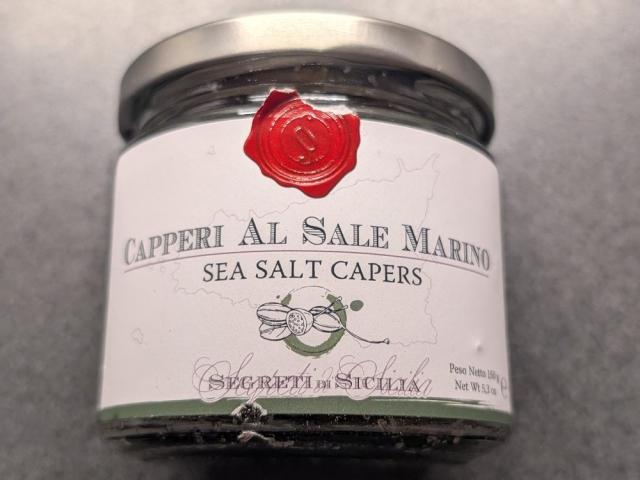 CAPPERI AL SALE MARINO
SEA SALT CAPERS
Segreti di Sicilia
SEGRETI DI SICILIA
Peso Netto 150 g
Net Wt 5,3 oz